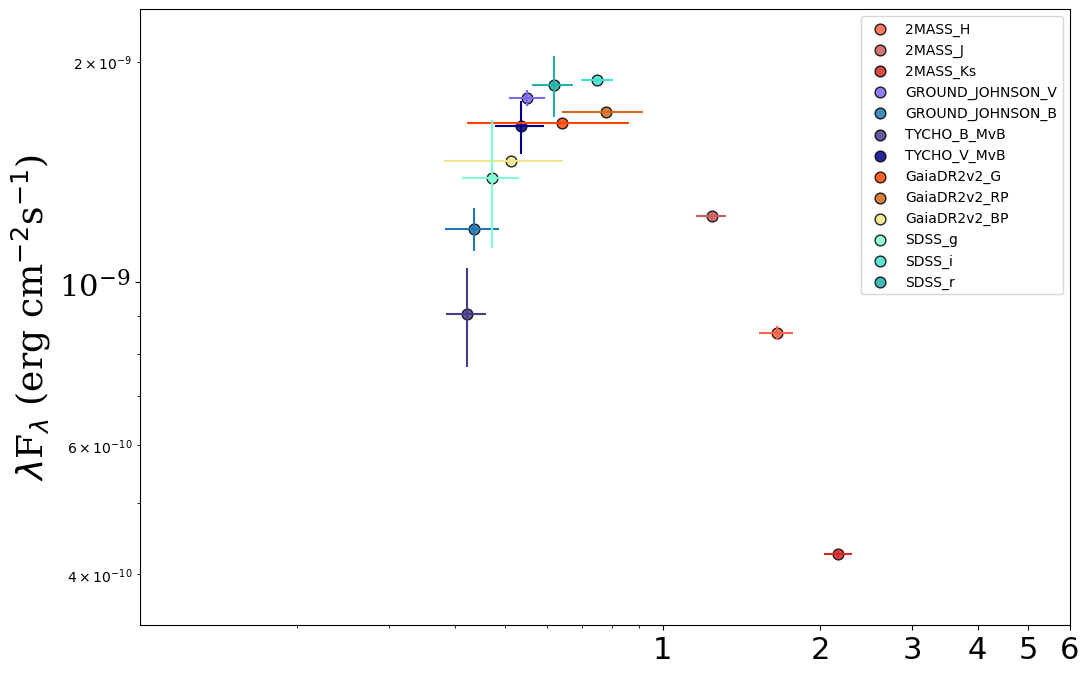 λF_λ (erg cm⁻²s⁻¹)
2 × 10⁻⁹
10⁻⁹
6 × 10⁻¹⁰
4 × 10⁻¹⁰
1 2 3 4 5 6
2MASS_H
2MASS_J
2MASS_Ks
GROUND_JOHNSON_V
GROUND_JOHNSON_B
TYCHO_B_MvB
TYCHO_V_MvB
GaiaDR2v2_G
GaiaDR2v2_RP
GaiaDR2v2_BP
SDSS_g
SDSS_i
SDSS_r